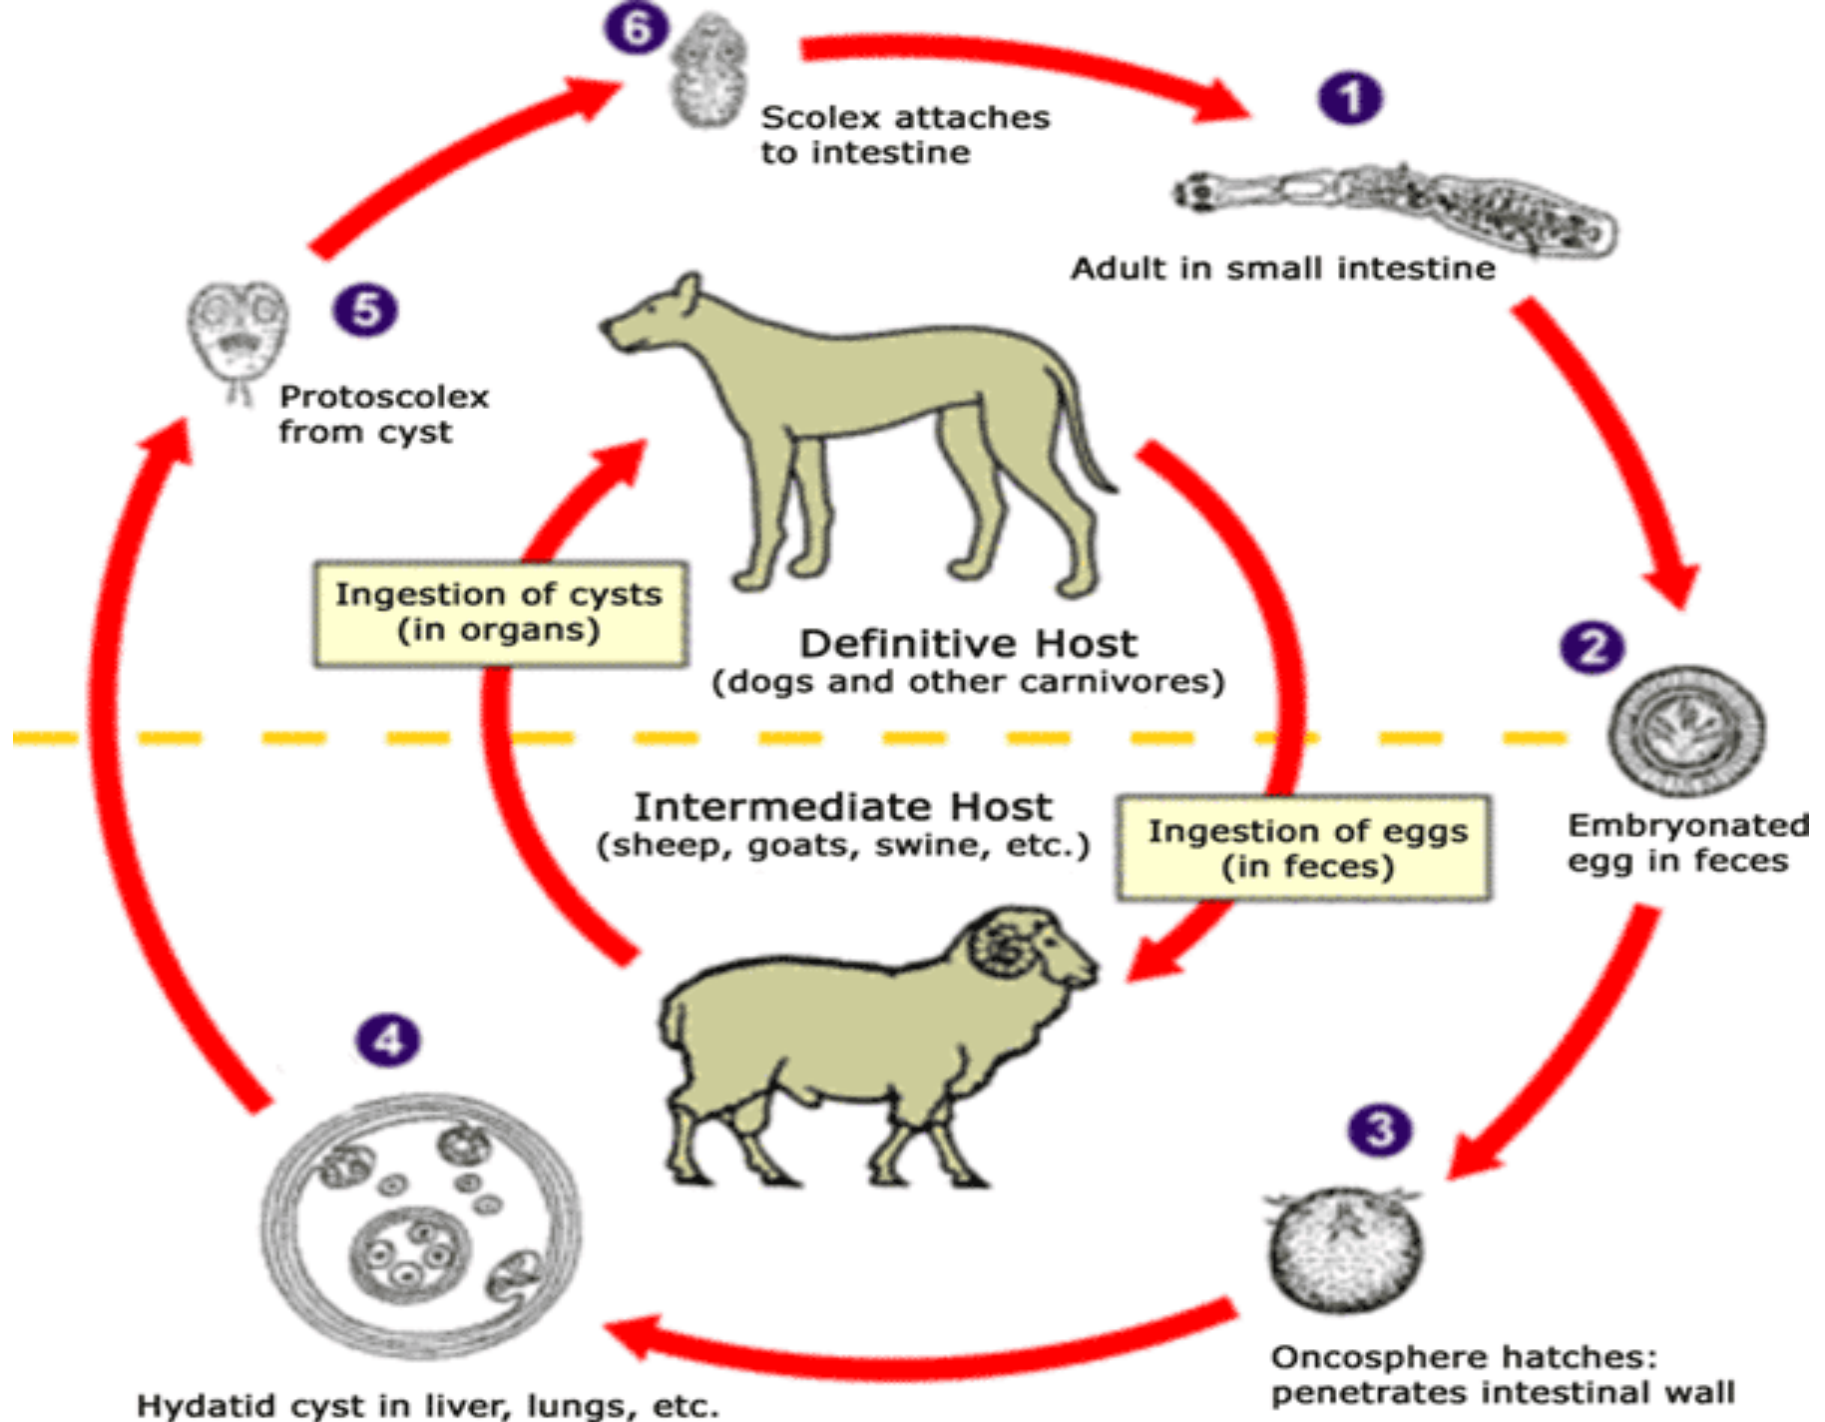 6
Scolex attaches
to intestine
1
Adult in small intestine
5
Protoscolex
from cyst
Ingestion of cysts
(in organs)
Definitive Host
(dogs and other carnivores)
2
Embryonated
egg in feces
Intermediate Host
(sheep, goats, swine, etc.)
Ingestion of eggs
(in feces)
4
Hydatid cyst in liver, lungs, etc.
3
Oncosphere hatches:
penetrates intestinal wall